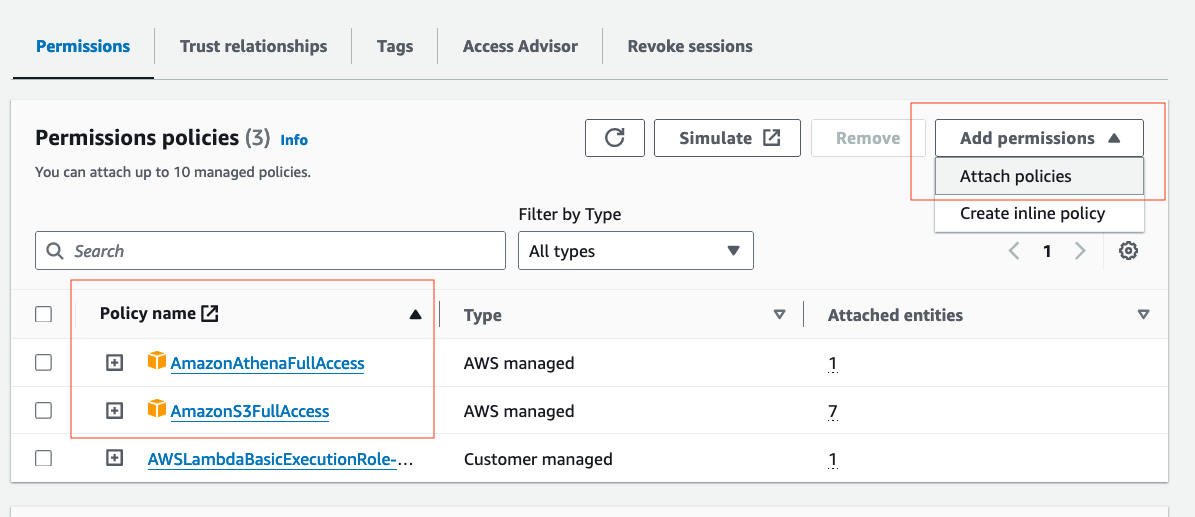 Permissions
Trust relationships
Tags
Access Advisor
Revoke sessions
Permissions policies (3) Info
You can attach up to 10 managed policies.
Simulate
Remove
Add permissions
Attach policies
Create inline policy
Filter by Type
Search
All types
1
Policy name
Type
Attached entities
AmazonAthenaFullAccess
AWS managed
1
AmazonS3FullAccess
AWS managed
7
AWSLambdaBasicExecutionRole-...
Customer managed
1